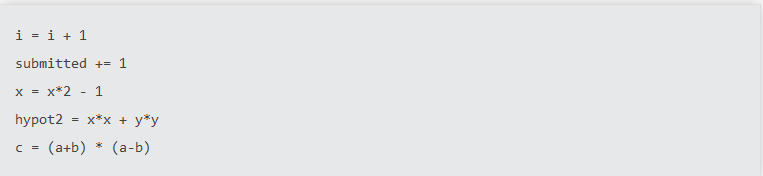 i = i + 1
submitted += 1
x = x*2 - 1
hypot2 = x*x + y*y
c = (a+b) * (a-b)